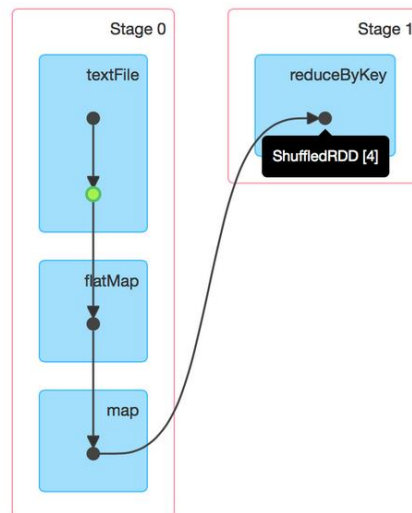 Stage 0
textFile
flatMap
map
Stage 1
reduceByKey
ShuffledRDD [4]